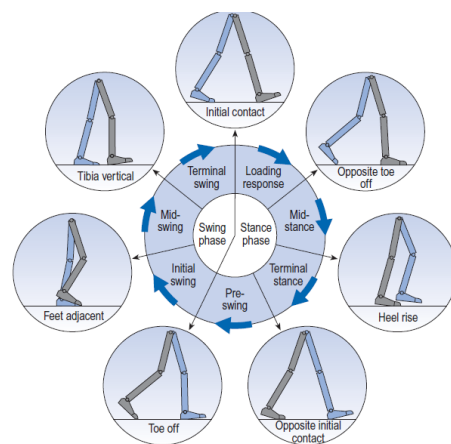 Initial contact
Tibia vertical
Terminal
swing
Loading
response
Opposite toe
off
Mid-
swing
Swing
phase
Stance
phase
Mid-
stance
Feet adjacent
Initial
swing
Pre-
swing
Terminal
stance
Heel rise
Toe off
Opposite initial
contact